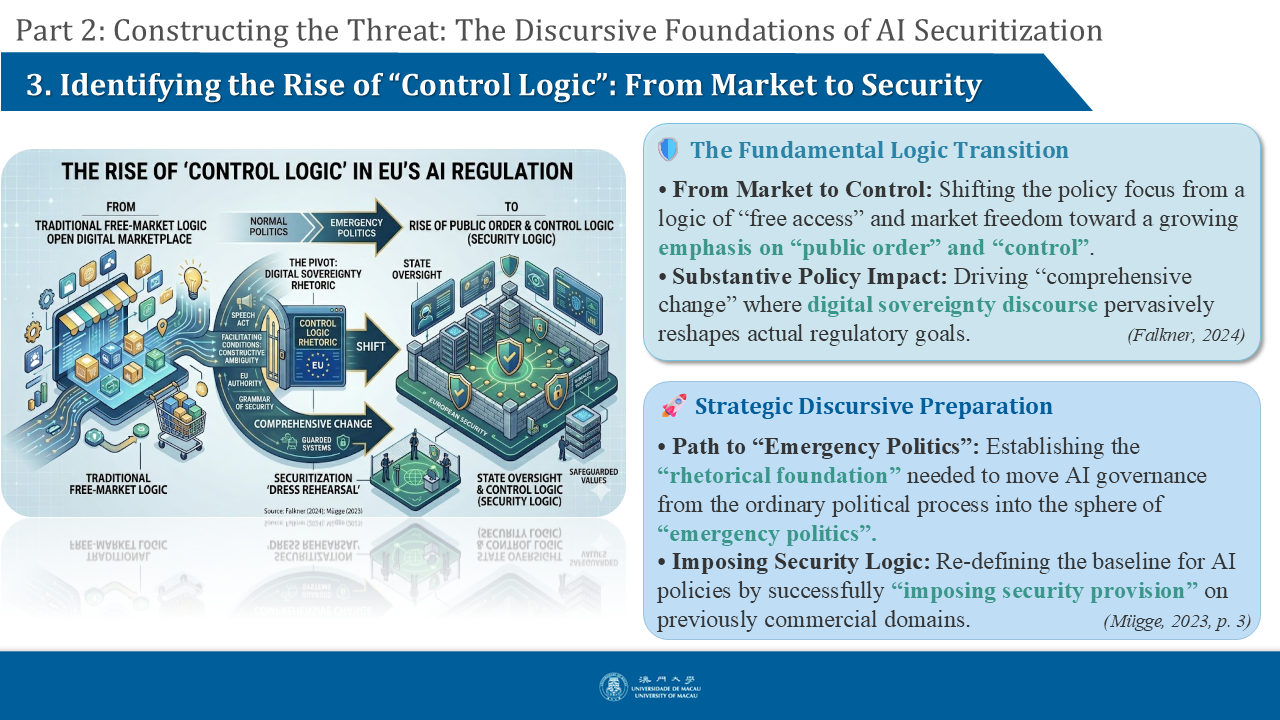 Part 2: Constructing the Threat: The Discursive Foundations of AI Securitization
3. Identifying the Rise of “Control Logic”: From Market to Security
THE RISE OF ‘CONTROL LOGIC’ IN EU’S AI REGULATION
FROM
TRADITIONAL FREE-MARKET LOGIC
OPEN DIGITAL MARKETPLACE
NORMAL
POLITICS
EMERGENCY
POLITICS
TO
RISE OF PUBLIC ORDER & CONTROL LOGIC
(SECURITY LOGIC)
THE PIVOT:
DIGITAL SOVEREIGNTY
RHETORIC
STATE
OVERSIGHT
SPEECH
ACT
FACILITATING
CONDITIONS:
CONSTRUCTIVE
AMBIGUITY
EU
AUTHORITY
GRAMMAR
OF SECURITY
CONTROL
LOGIC
RHETORIC
EU
SHIFT
COMPREHENSIVE CHANGE
GUARDED
SYSTEMS
EUROPEAN SECURITY
TRADITIONAL
FREE-MARKET LOGIC
SECURITIZATION
‘DRESS REHEARSAL’
STATE OVERSIGHT
& CONTROL LOGIC
(SECURITY LOGIC)
SAFEGUARDED
VALUES
Source: Falkner (2024); Mügge (2023)
The Fundamental Logic Transition
• From Market to Control: Shifting the policy focus from a
logic of “free access” and market freedom toward a growing
emphasis on “public order” and “control”.
• Substantive Policy Impact: Driving “comprehensive
change” where digital sovereignty discourse pervasively
reshapes actual regulatory goals.
(Falkner, 2024)
Strategic Discursive Preparation
• Path to “Emergency Politics”: Establishing the
“rhetorical foundation” needed to move AI governance
from the ordinary political process into the sphere of
“emergency politics”.
• Imposing Security Logic: Re-defining the baseline for AI
policies by successfully “imposing security provision” on
previously commercial domains.
(Mügge, 2023, p. 3)
澳門大學
UNIVERSIDADE DE MACAU
UNIVERSITY OF MACAU